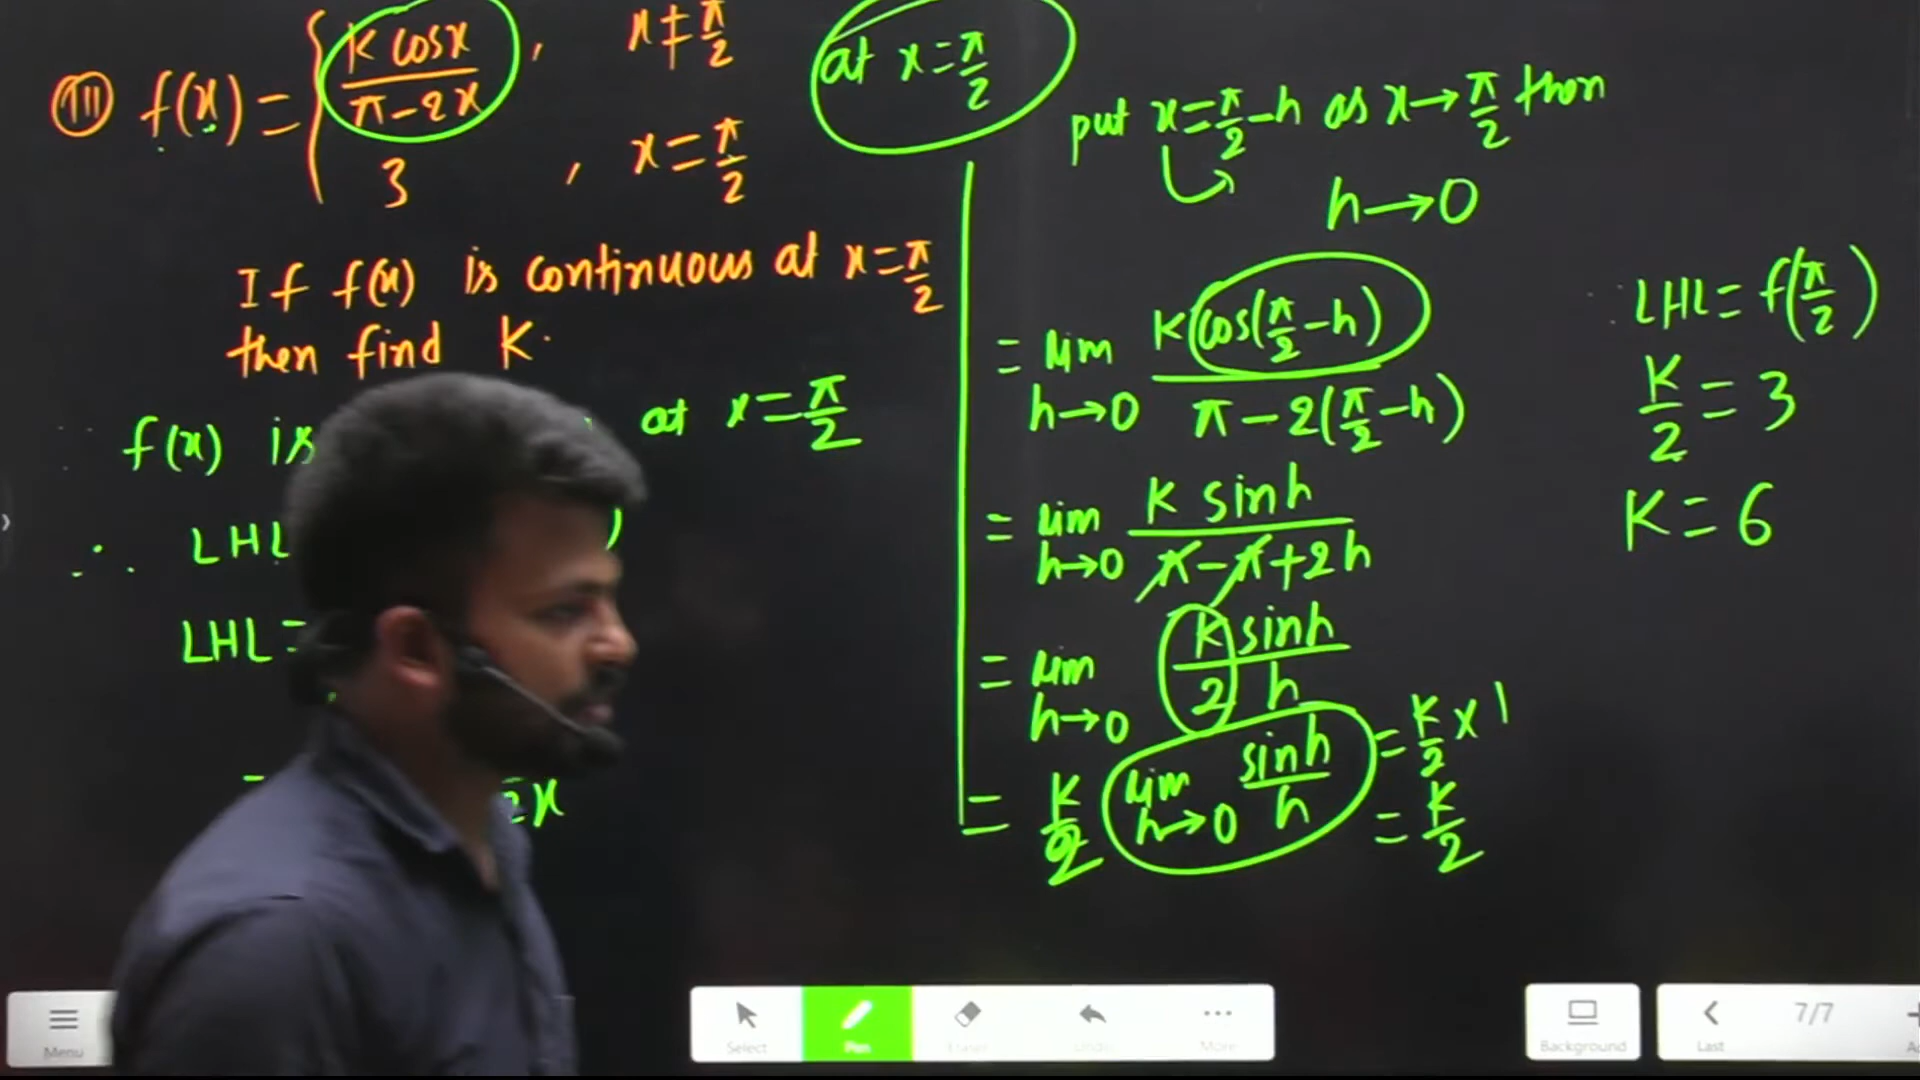 (iii) f(x) = { K cosx / π-2x , x ≠ π/2
3 , x = π/2
at x = π/2
If f(x) is continuous at x = π/2
then find K.
f(x) is at x = π/2
∴ LHL )
LHL =
= 2x
put x = π/2 - h as x → π/2 then
h → 0
= lim h→0 K cos(π/2 - h) / π - 2(π/2 - h)
= lim h→0 K sinh / π - π + 2h
= lim h→0 K sinh / 2 h
= K/2 lim h→0 sinh / h = K/2 x 1
= K/2
LHL = f(π/2)
K/2 = 3
K = 6
Menu
Select
Pen
Eraser
Undo
More
Background
Last
7/7